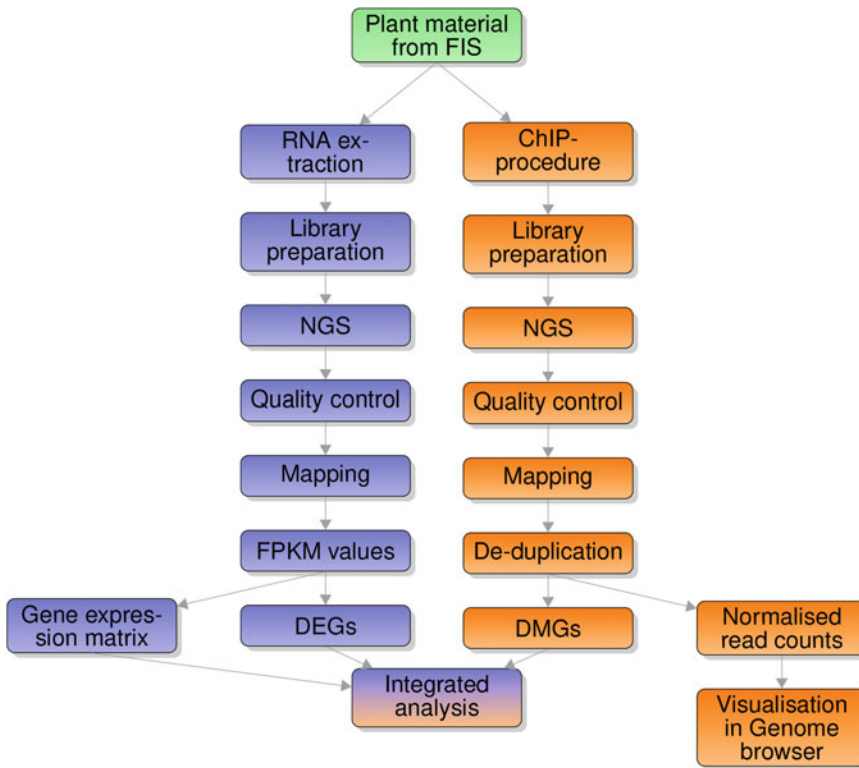 Plant material
from FIS
RNA ex-
traction
ChIP-
procedure
Library
preparation
Library
preparation
NGS
NGS
Quality control
Quality control
Mapping
Mapping
FPKM values
De-duplication
Gene expres-
sion matrix
DEGs
DMGs
Normalised
read counts
Integrated
analysis
Visualisation
in Genome
browser